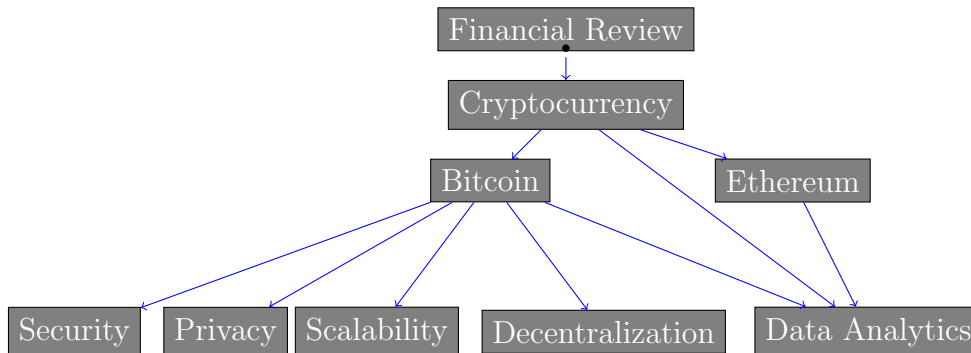 Financial Review
Cryptocurrency
Bitcoin
Ethereum
Security
Privacy
Scalability
Decentralization
Data Analytics